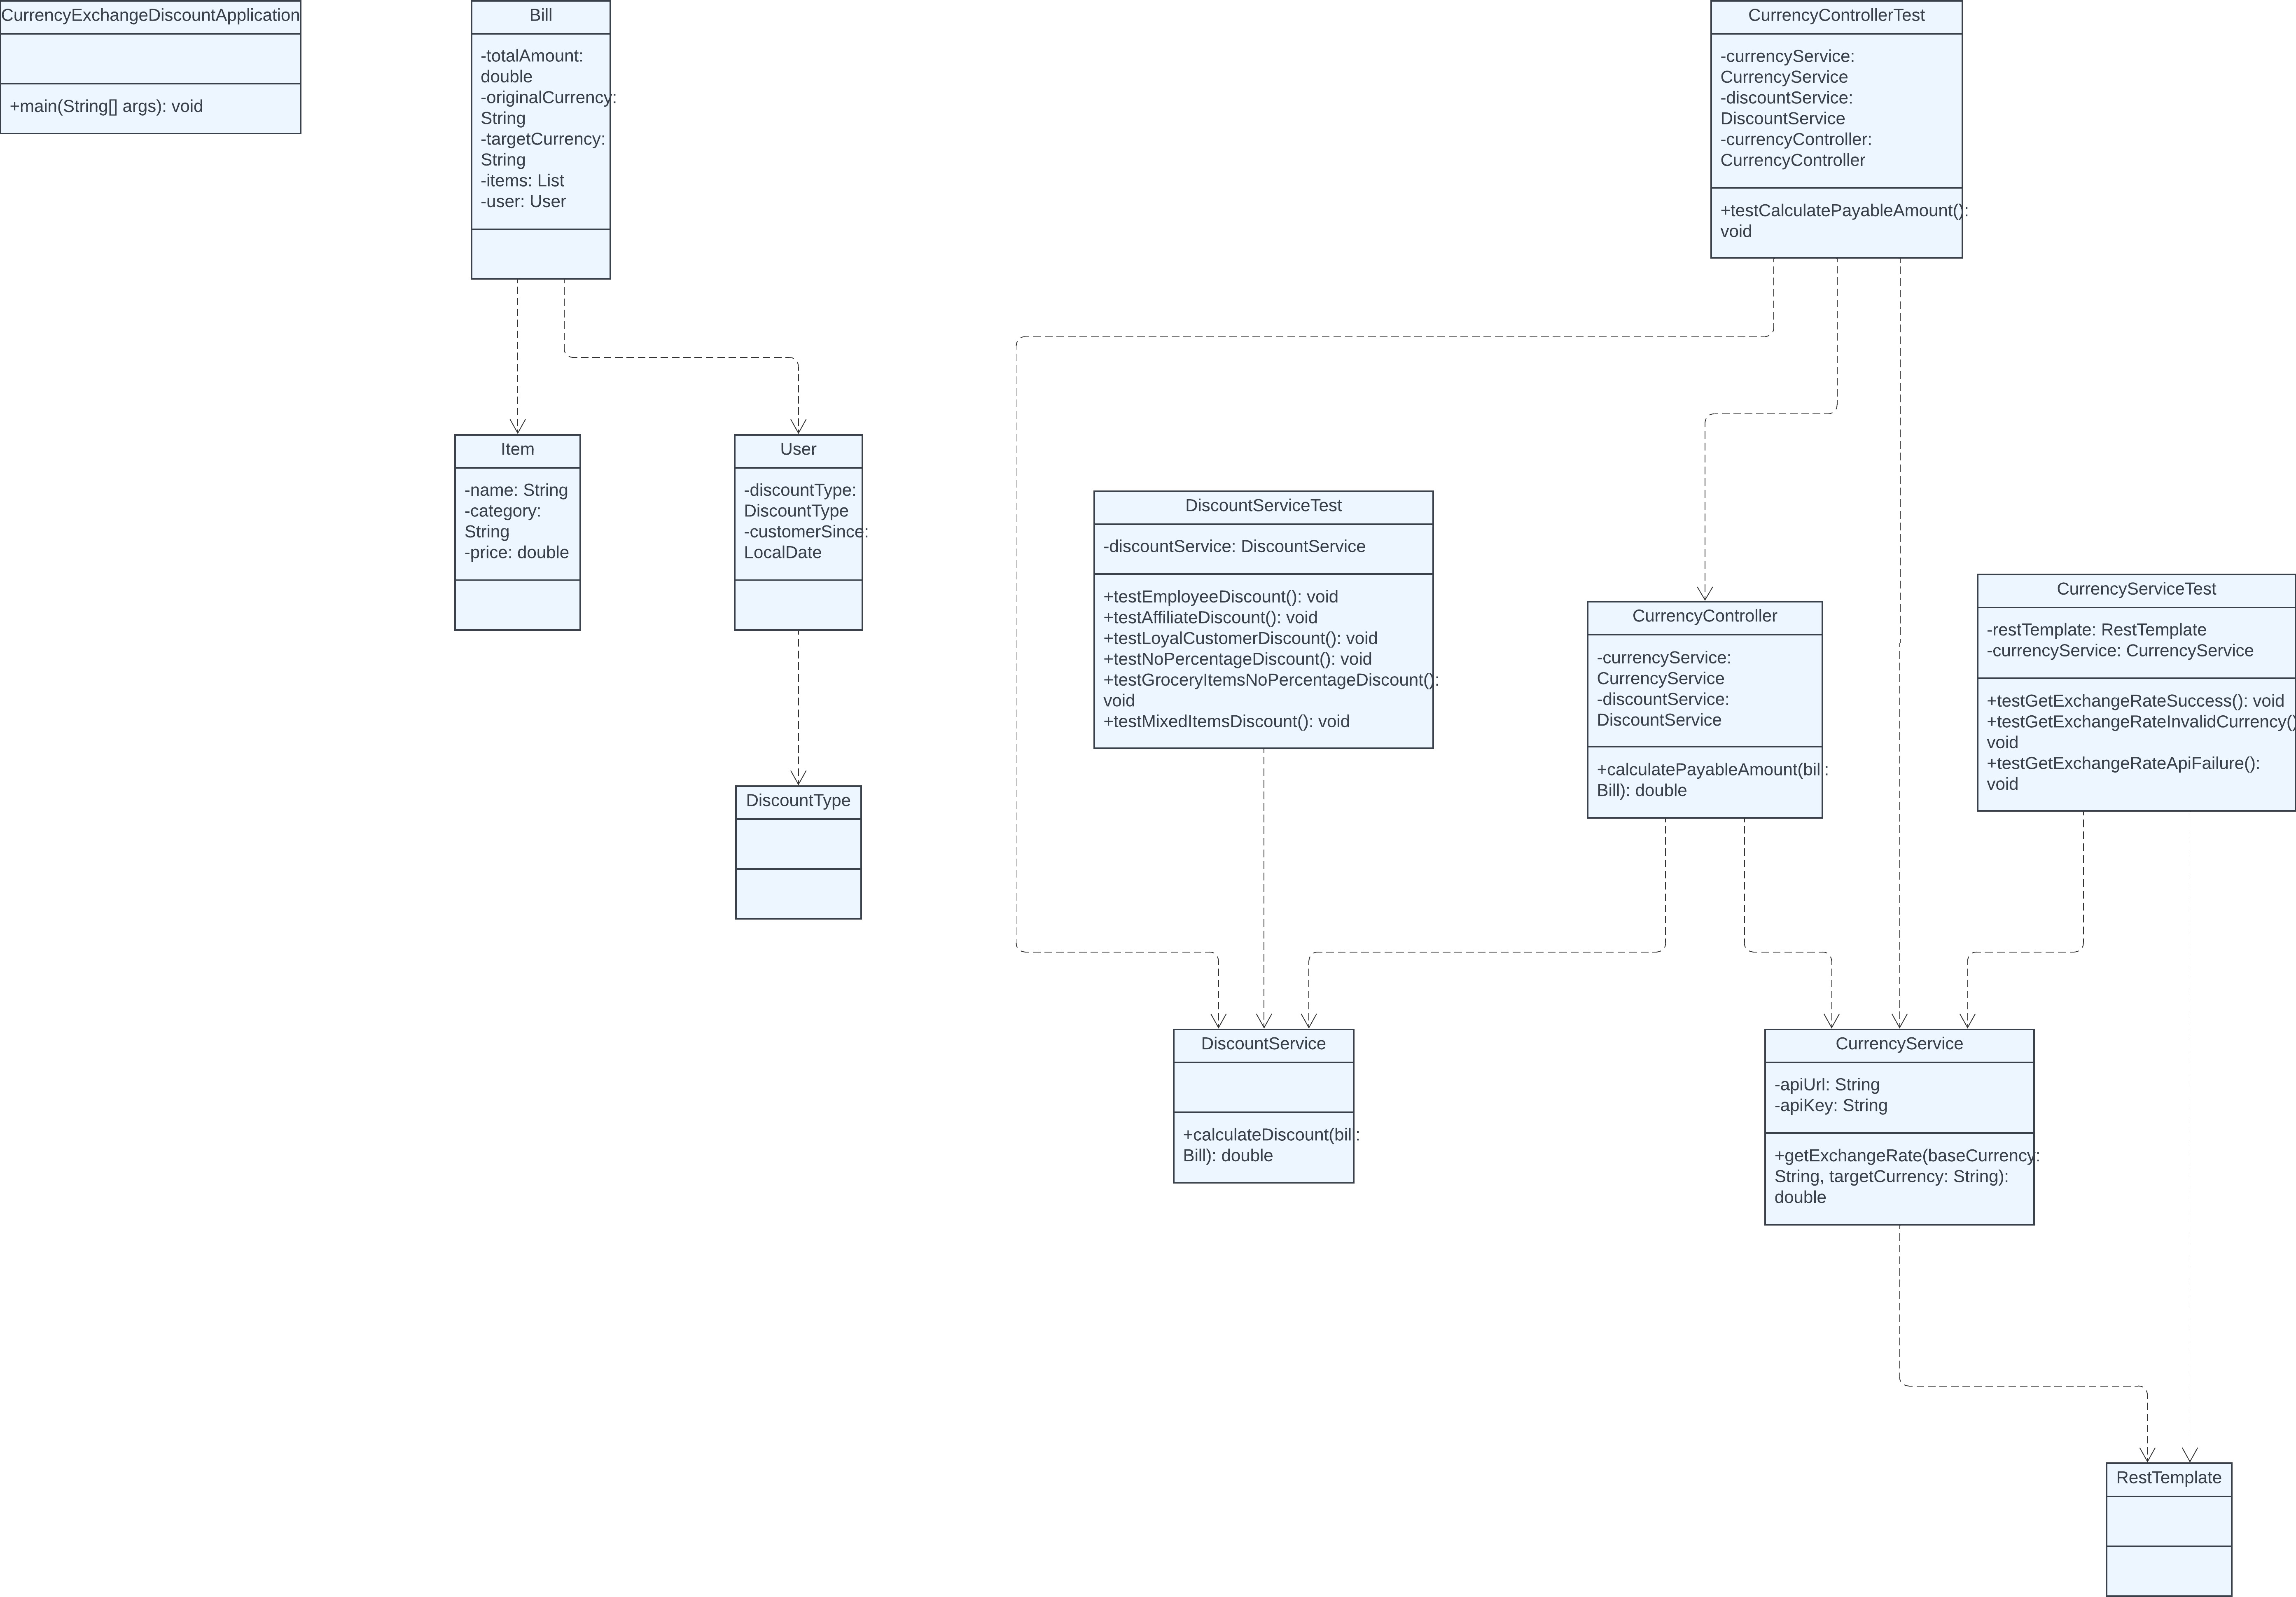 CurrencyExchangeDiscountApplication
+main(String[] args): void
Bill
-totalAmount:
double
-originalCurrency:
String
-targetCurrency:
String
-items: List
-user: User
CurrencyControllerTest
-currencyService:
CurrencyService
-discountService:
DiscountService
-currencyController:
CurrencyController
+testCalculatePayableAmount():
void
Item
-name: String
-category:
String
-price: double
User
-discountType:
DiscountType
-customerSince:
LocalDate
DiscountServiceTest
-discountService: DiscountService
+testEmployeeDiscount(): void
+testAffiliateDiscount(): void
+testLoyalCustomerDiscount(): void
+testNoPercentageDiscount(): void
+testGroceryItemsNoPercentageDiscount():
void
+testMixedItemsDiscount(): void
CurrencyController
-currencyService:
CurrencyService
-discountService:
DiscountService
+calculatePayableAmount(bill:
Bill): double
CurrencyServiceTest
-restTemplate: RestTemplate
-currencyService: CurrencyService
+testGetExchangeRateSuccess(): void
+testGetExchangeRateInvalidCurrency()
void
+testGetExchangeRateApiFailure():
void
DiscountType
DiscountService
+calculateDiscount(bill:
Bill): double
CurrencyService
-apiUrl: String
-apiKey: String
+getExchangeRate(baseCurrency:
String, targetCurrency: String):
double
RestTemplate